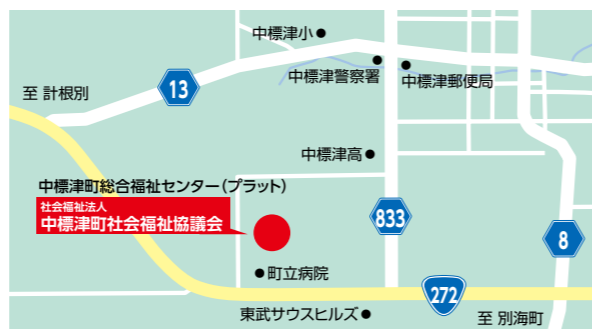 中標津小
中標津警察署
中標津郵便局
至 計根別
13
中標津高
中標津町総合福祉センター(プラット)
社会福祉法人
中標津町社会福祉協議会
833
8
町立病院
272
東武サウスヒルズ
至 別海町